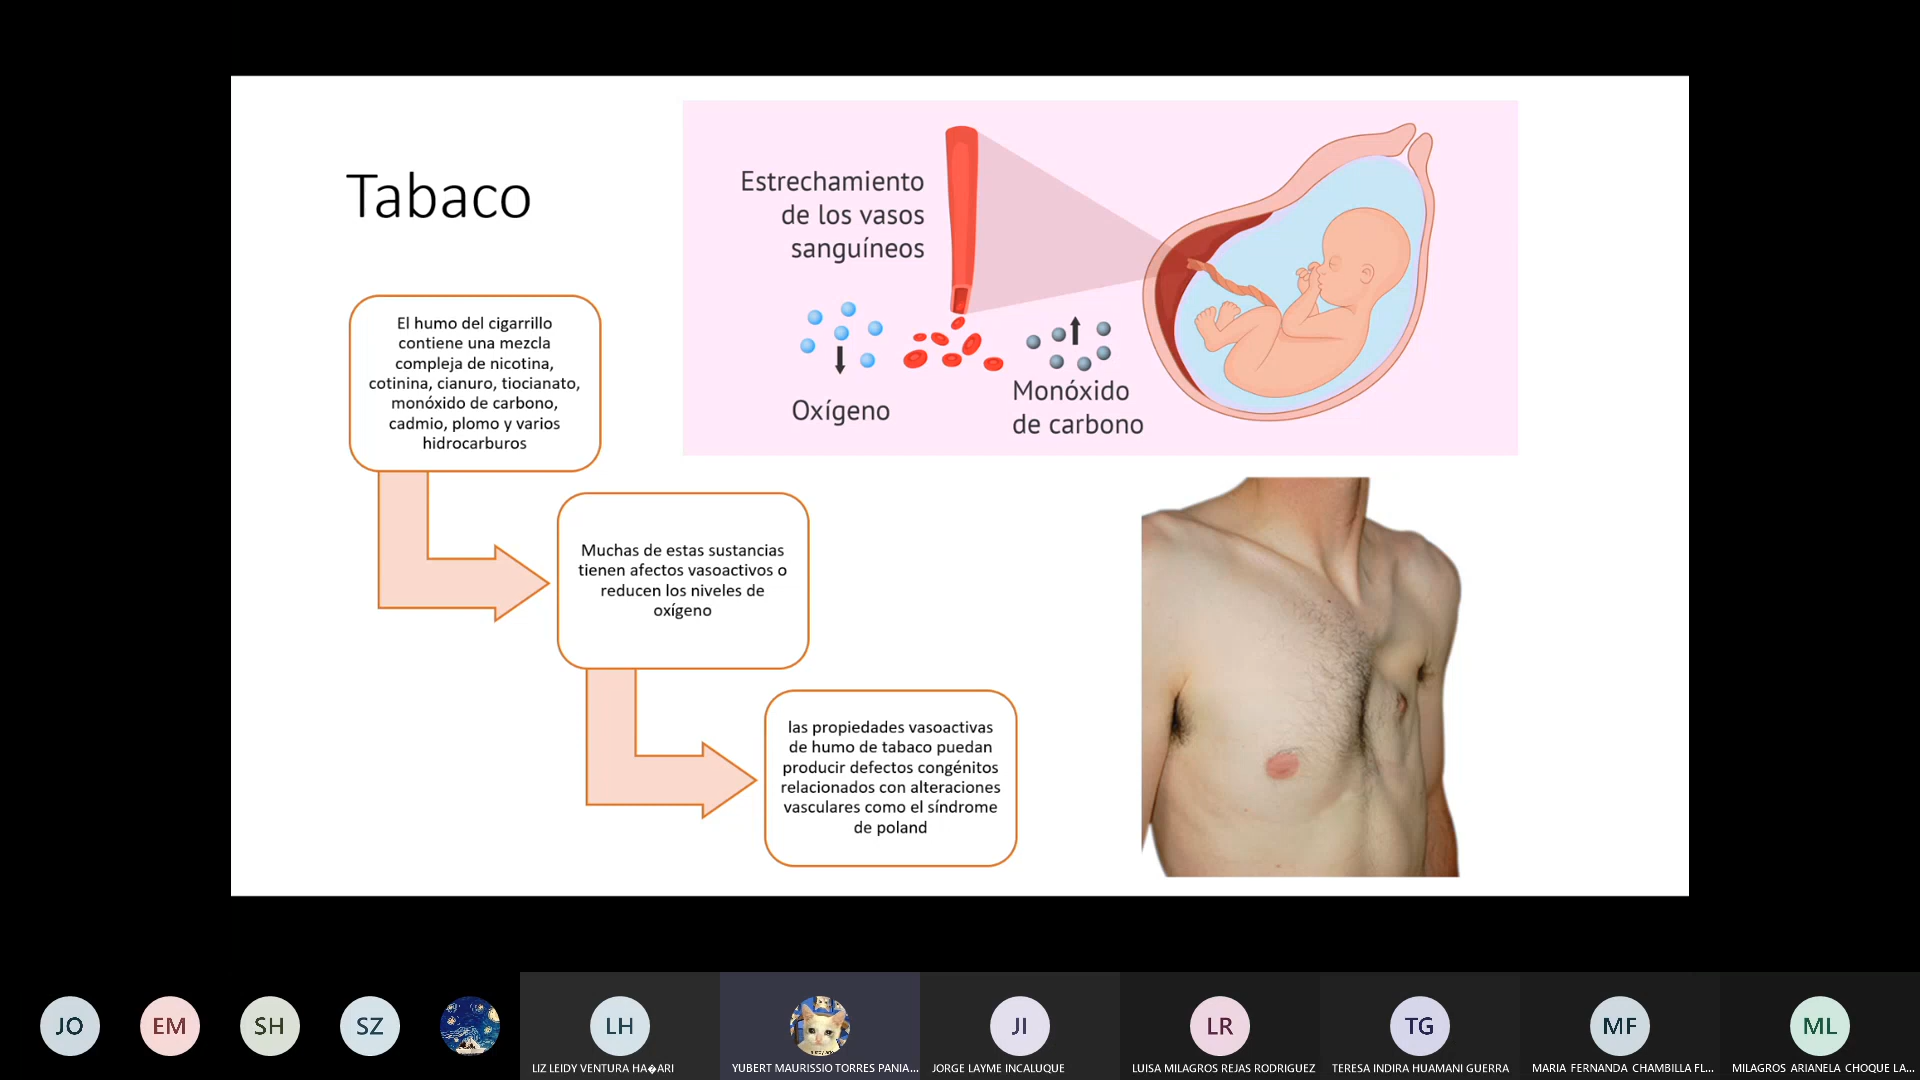 Tabaco
Estrechamiento
de los vasos
sanguíneos
Oxígeno
Monóxido
de carbono
El humo del cigarrillo
contiene una mezcla
compleja de nicotina,
cotinina, cianuro, tiocianato,
monóxido de carbono,
cadmio, plomo y varios
hidrocarburos
Muchas de estas sustancias
tienen afectos vasoactivos o
reducen los niveles de
oxígeno
las propiedades vasoactivas
de humo de tabaco puedan
producir defectos congénitos
relacionados con alteraciones
vasculares como el síndrome
de poland
JO
EM
SH
SZ
LH
JI
LR
TG
MF
ML
LIZ LEIDY VENTURA HA�ARI
YUBERT MAURISSIO TORRES PANIA...
JORGE LAYME INCALUQUE
LUISA MILAGROS REJAS RODRIGUEZ
TERESA INDIRA HUAMANI GUERRA
MARIA FERNANDA CHAMBILLA FL...
MILAGROS ARIANELA CHOQUE LA...